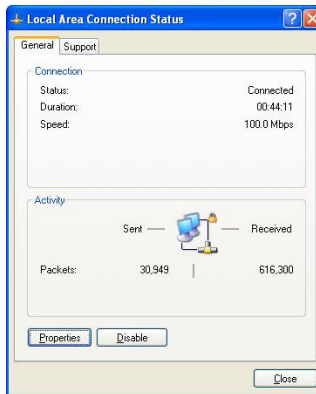 Local Area Connection Status
General Support
Connection
Status: Connected
Duration: 00:44:11
Speed: 100.0 Mbps
Activity
Sent Received
Packets: 30,949 616,300
Properties Disable
Close